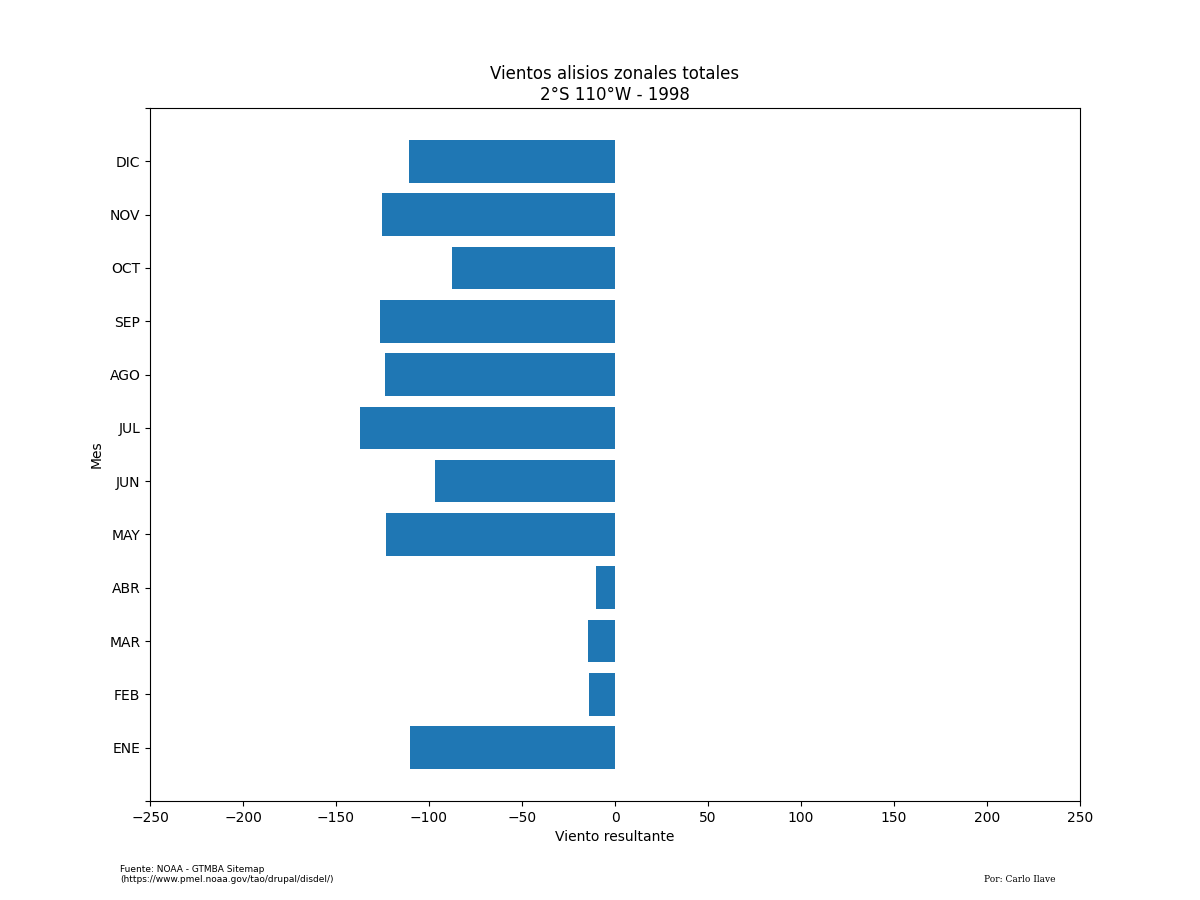 Vientos alisios zonales totales
2°S 110°W - 1998
DIC
NOV
OCT
SEP
AGO
JUL
JUN
MAY
ABR
MAR
FEB
ENE
Mes
−250 −200 −150 −100 −50 0 50 100 150 200 250
Viento resultante
Fuente: NOAA - GTMBA Sitemap
(https://www.pmel.noaa.gov/tao/drupal/disdel/)
Por: Carlo Ilave